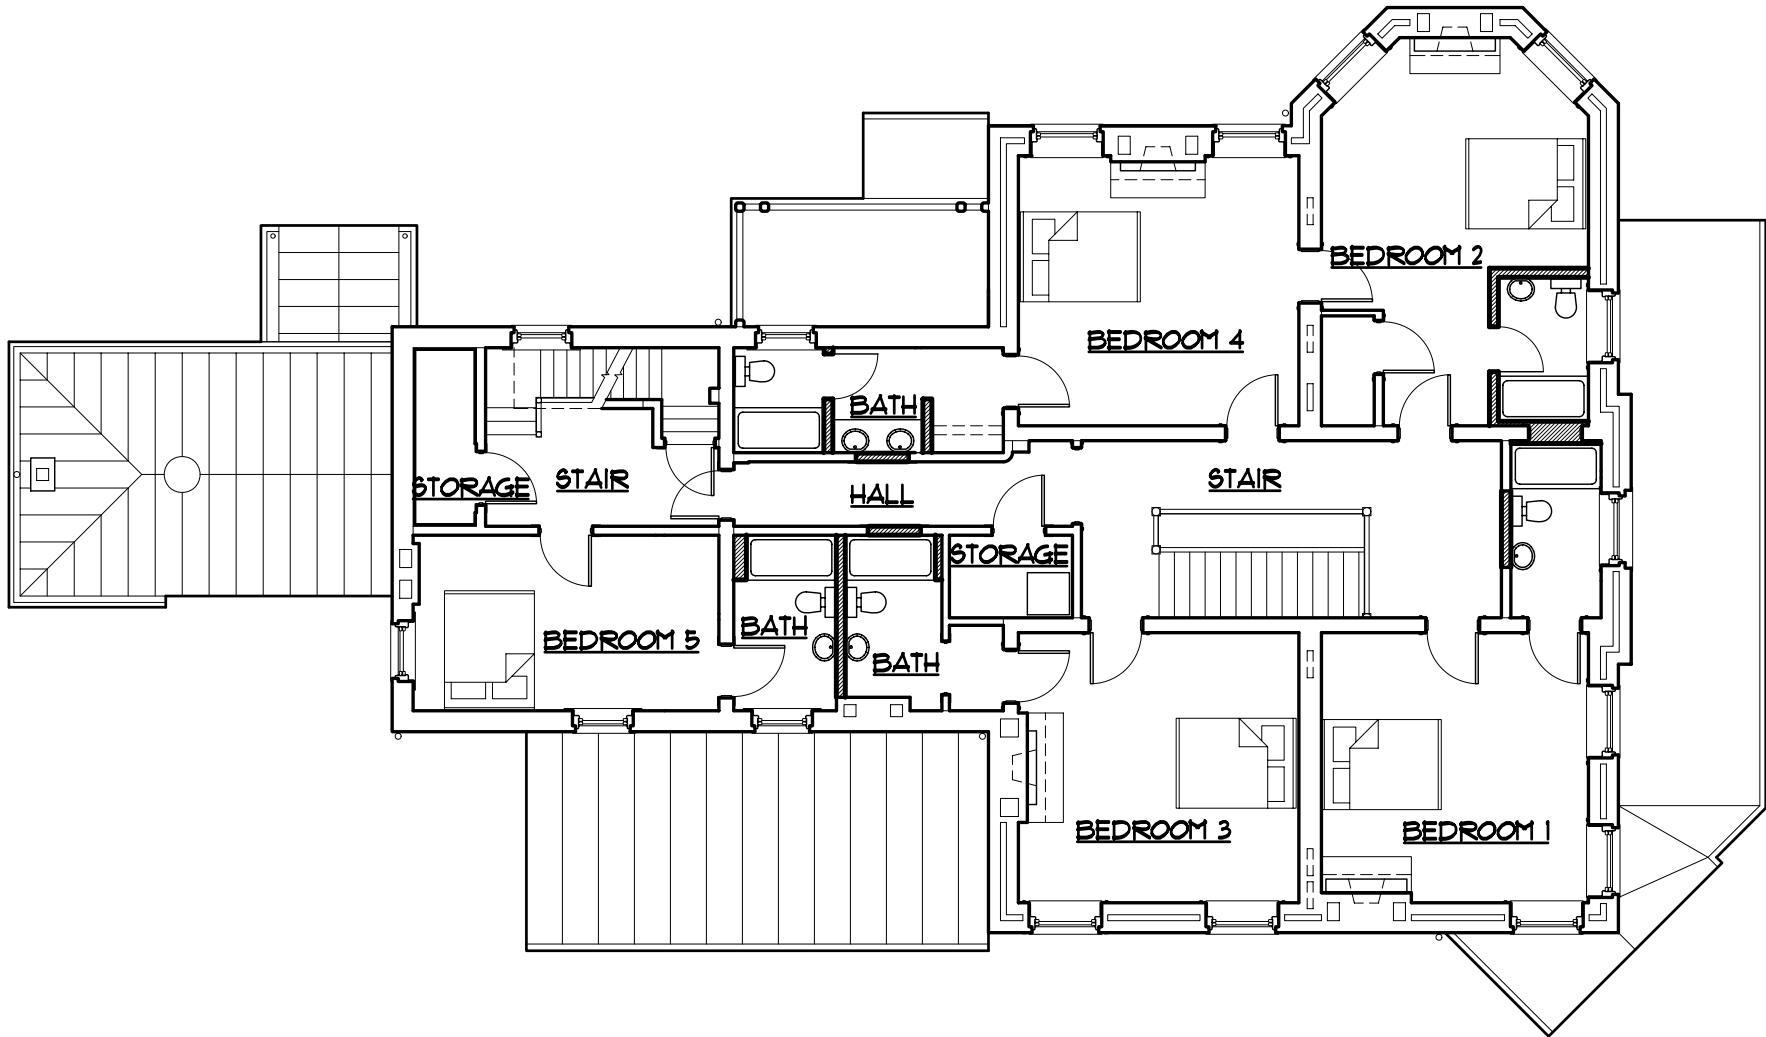 BEDROOM 2
BEDROOM 4
BATH
STORAGE
STAIR
HALL
STAIR
STORAGE
BEDROOM 5
BATH
BATH
BEDROOM 3
BEDROOM 1